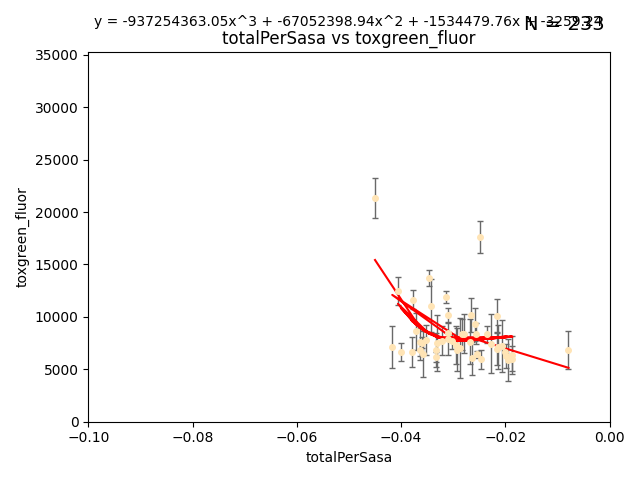 y = -937254363.05x^3 + -67052398.94x^2 + -1534479.76x + -3259.24
N = 233
totalPerSasa vs toxgreen_fluor
35000
30000
25000
20000
15000
10000
5000
0
toxgreen_fluor
−0.10
−0.08
−0.06
−0.04
−0.02
0.00
totalPerSasa